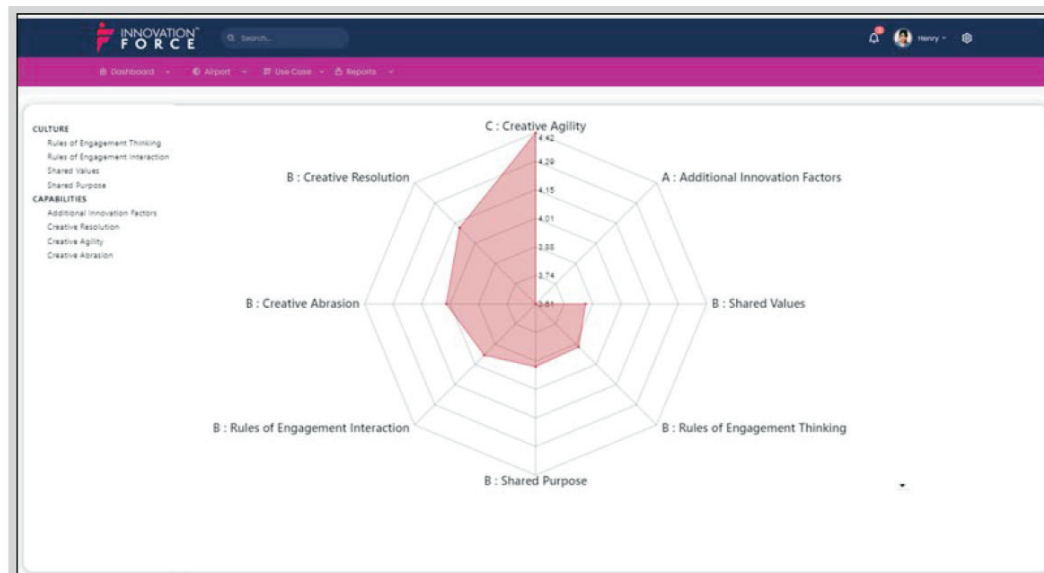 INNOVATION™
FORCE
Search...
3
Henry
Dashboard
Airport
Use Case
Reports
CULTURE
Rules of Engagement Thinking
Rules of Engagement Interaction
Shared Values
Shared Purpose
CAPABILITIES
Additional Innovation Factors
Creative Resolution
Creative Agility
Creative Abrasion
C : Creative Agility
B : Creative Resolution
A : Additional Innovation Factors
B : Creative Abrasion
B : Shared Values
B : Rules of Engagement Interaction
B : Rules of Engagement Thinking
B : Shared Purpose
4.42
4.29
4.15
4.01
3.88
3.74
3.61